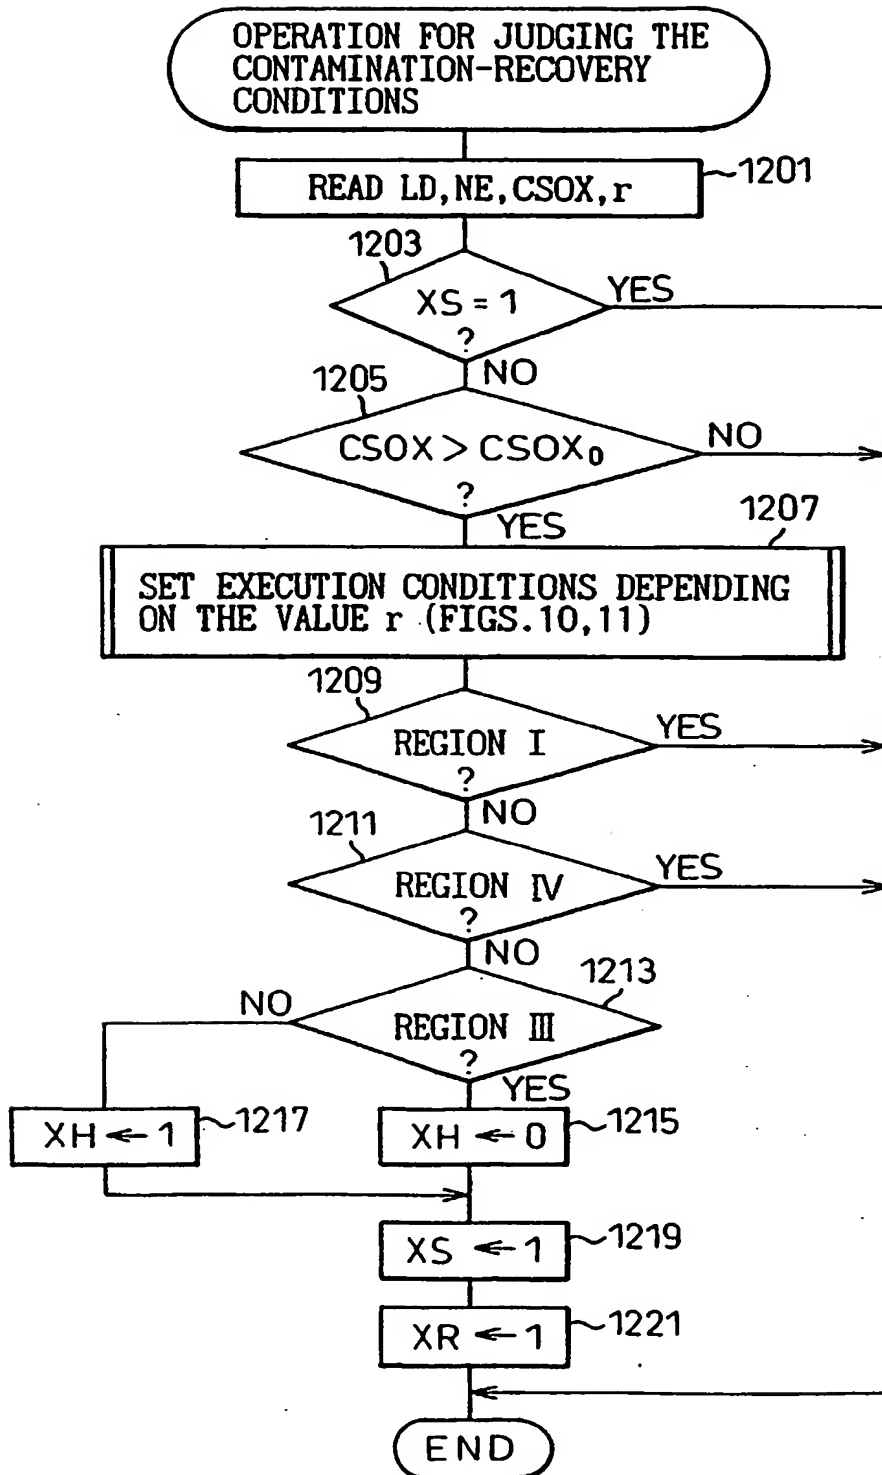 OPERATION FOR JUDGING THE
CONTAMINATION-RECOVERY
CONDITIONS
READ LD,NE,CSOX,r
1201
1203
XS = 1
?
YES
NO
1205
CSOX > CSOX₀
?
NO
YES
1207
SET EXECUTION CONDITIONS DEPENDING
ON THE VALUE r (FIGS.10,11)
1209
REGION I
?
YES
NO
1211
REGION IV
?
YES
NO
1213
REGION III
?
NO
YES
XH ← 1
1217
XH ← 0
1215
XS ← 1
1219
XR ← 1
1221
END